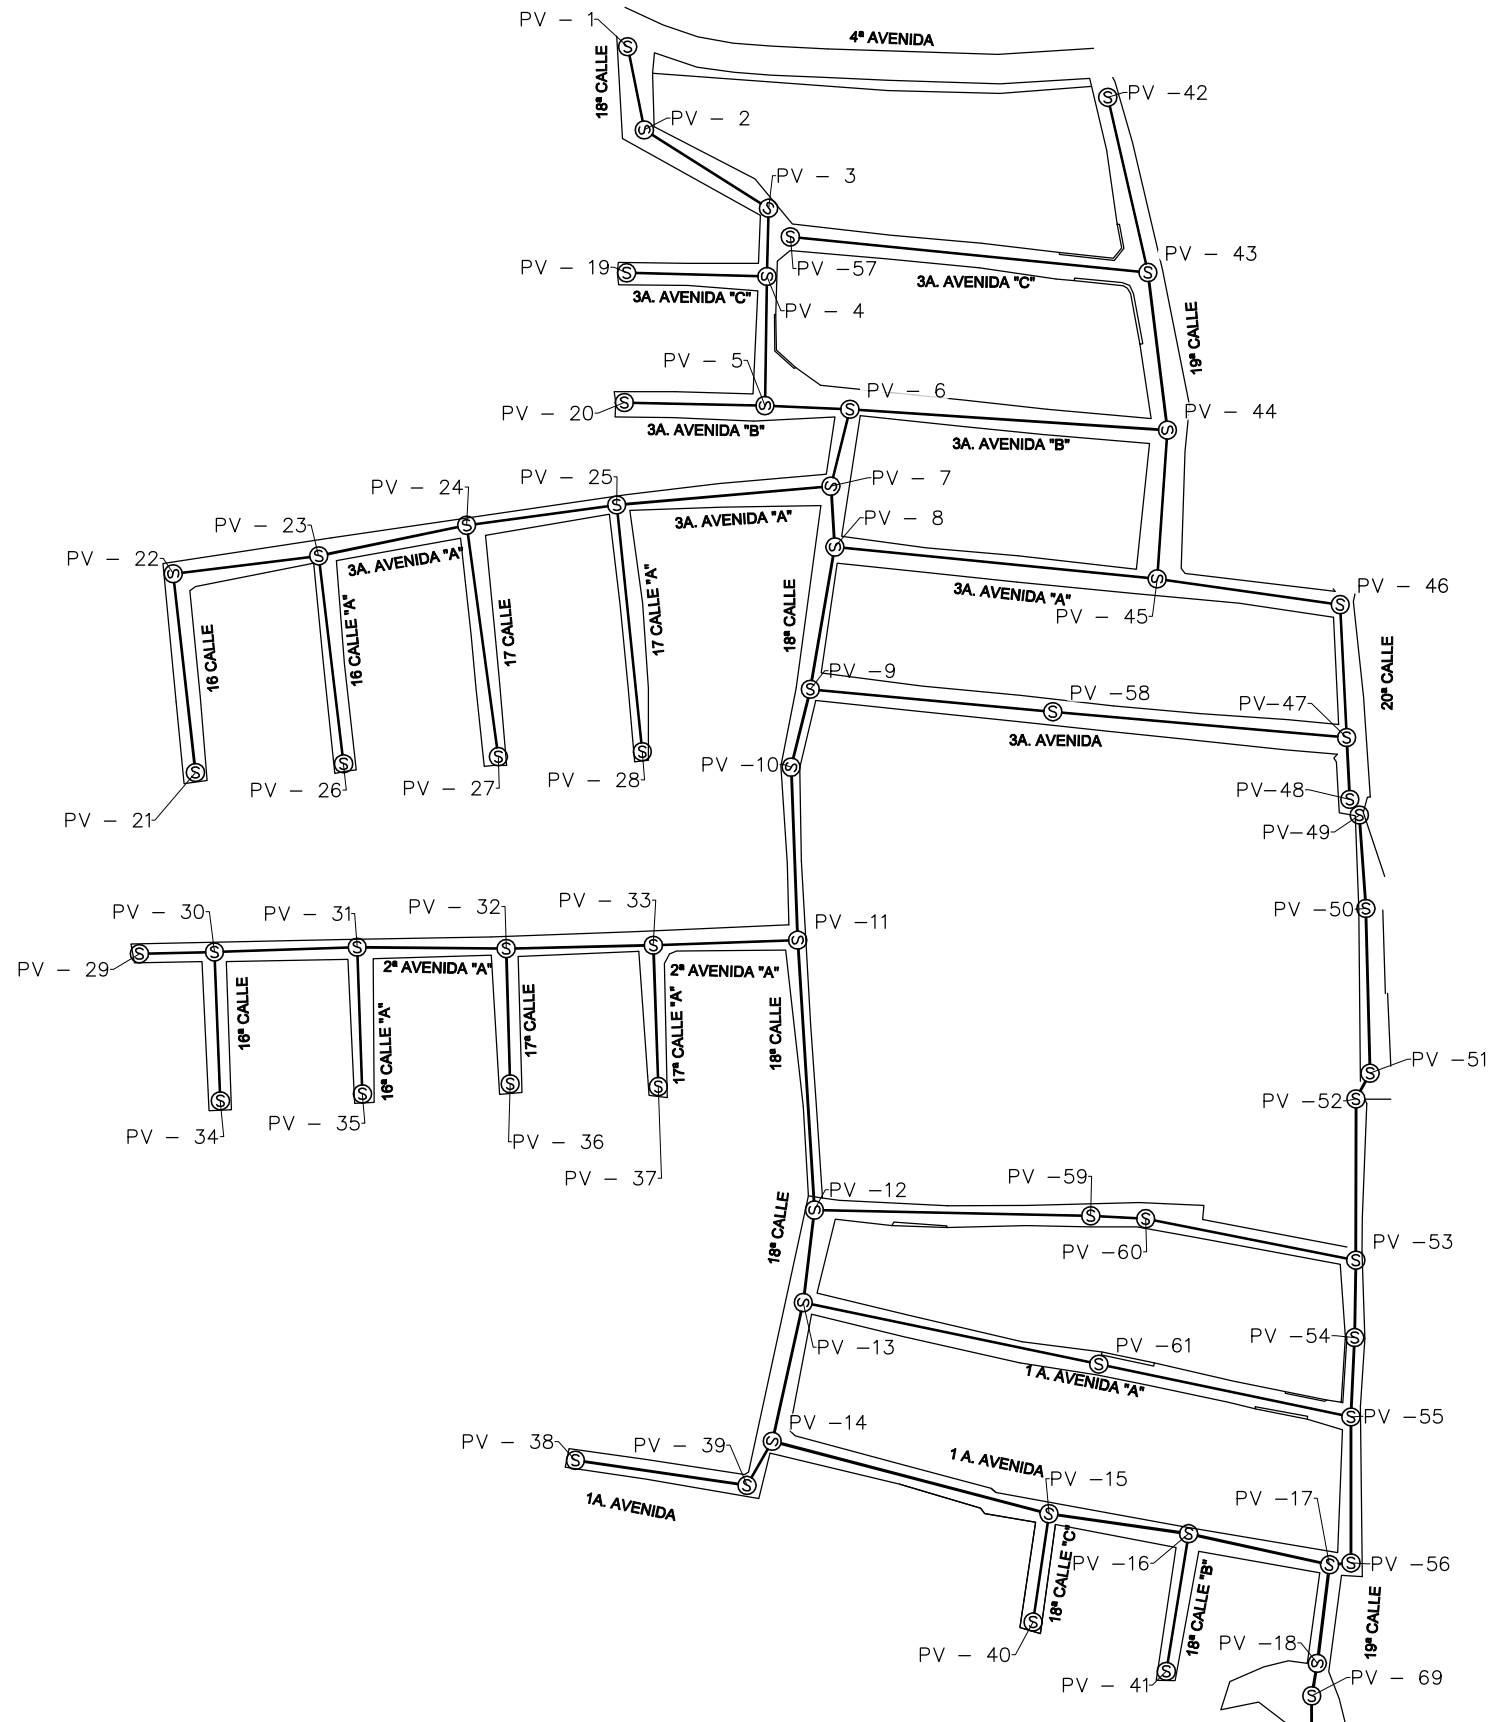 PV - 1
4ª AVENIDA
18ª CALLE
PV -42
PV - 2
PV - 3
PV - 43
PV - 19
PV -57
3A. AVENIDA "C"
3A. AVENIDA "C"
PV - 4
19ª CALLE
PV - 5
PV - 6
PV - 20
PV - 44
3A. AVENIDA "B"
3A. AVENIDA "B"
PV - 25
PV - 7
PV - 24
PV - 23
3A. AVENIDA "A"
PV - 8
PV - 22
3A. AVENIDA "A"
3A. AVENIDA "A"
PV - 46
PV - 45
16 CALLE
16 CALLE "A"
17 CALLE
17 CALLE "A"
18ª CALLE
20ª CALLE
PV -9
PV -58
PV-47
3A. AVENIDA
PV -10
PV - 28
PV - 27
PV - 26
PV-48
PV - 21
PV-49
PV - 33
PV - 32
PV - 31
PV - 30
PV -50
PV -11
PV - 29
2ª AVENIDA "A"
2ª AVENIDA "A"
16ª CALLE
16ª CALLE "A"
17ª CALLE
17ª CALLE "A"
18ª CALLE
PV -51
PV -52
PV - 34
PV - 35
PV - 36
PV - 37
PV -59
PV -12
18ª CALLE
PV -53
PV -60
PV -54
PV -13
PV -61
1 A. AVENIDA "A"
PV -55
PV -14
PV - 38
PV - 39
1 A. AVENIDA
1A. AVENIDA
PV -15
PV -17
PV -16
PV -56
18ª CALLE "C"
18ª CALLE "B"
19ª CALLE
PV -18
PV - 40
PV - 41
PV - 69